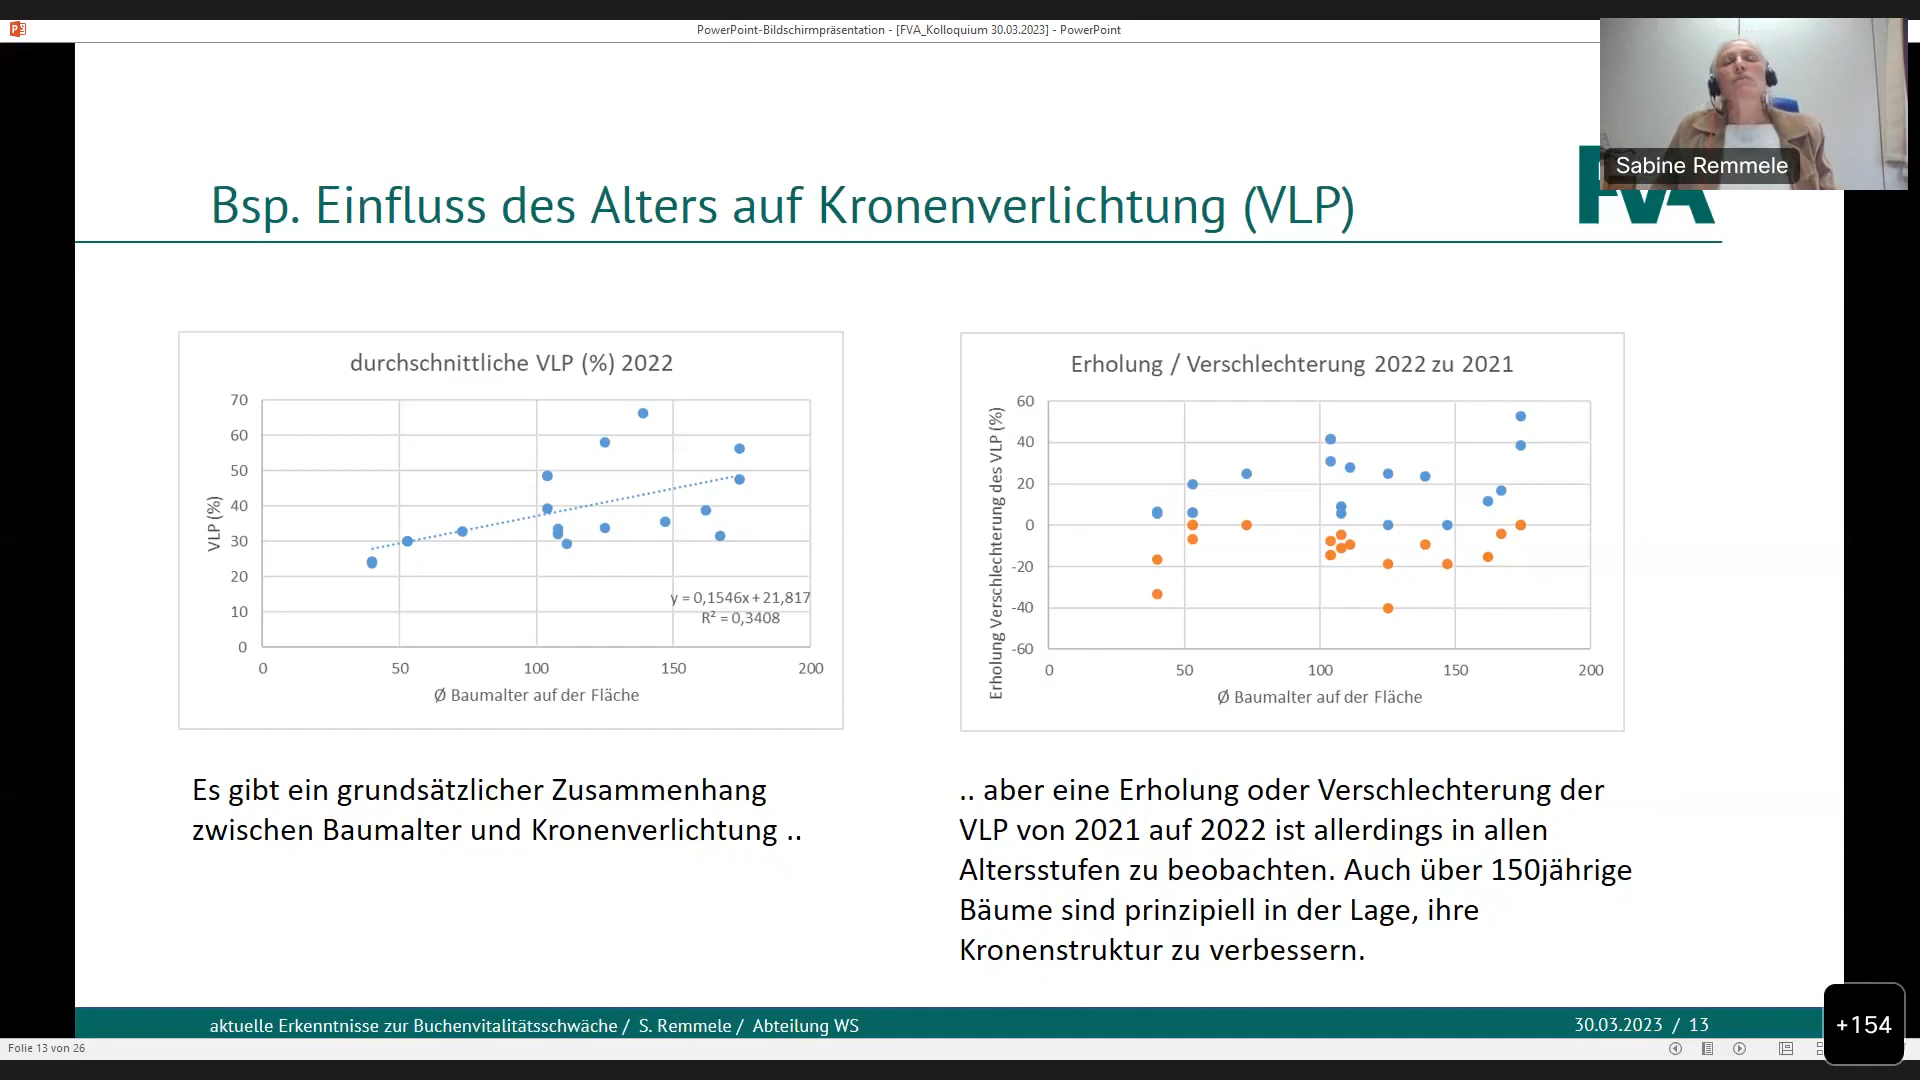 PowerPoint-Bildschirmpräsentation - [FVA_Kolloquium 30.03.2023] - PowerPoint
Sabine Remmele
Bsp. Einfluss des Alters auf Kronenverlichtung (VLP)
FVA
durchschnittliche VLP (%) 2022
70
60
50
40
30
20
10
0
VLP (%)
y = 0,1546x + 21,817
R² = 0,3408
0 50 100 150 200
Ø Baumalter auf der Fläche
Erholung / Verschlechterung 2022 zu 2021
60
40
20
0
-20
-40
-60
Erholung Verschlechterung des VLP (%)
0 50 100 150 200
Ø Baumalter auf der Fläche
Es gibt ein grundsätzlicher Zusammenhang
zwischen Baumalter und Kronenverlichtung ..
.. aber eine Erholung oder Verschlechterung der
VLP von 2021 auf 2022 ist allerdings in allen
Altersstufen zu beobachten. Auch über 150jährige
Bäume sind prinzipiell in der Lage, ihre
Kronenstruktur zu verbessern.
aktuelle Erkenntnisse zur Buchenvitalitätsschwäche / S. Remmele / Abteilung WS
30.03.2023 / 13
+154
Folie 13 von 26